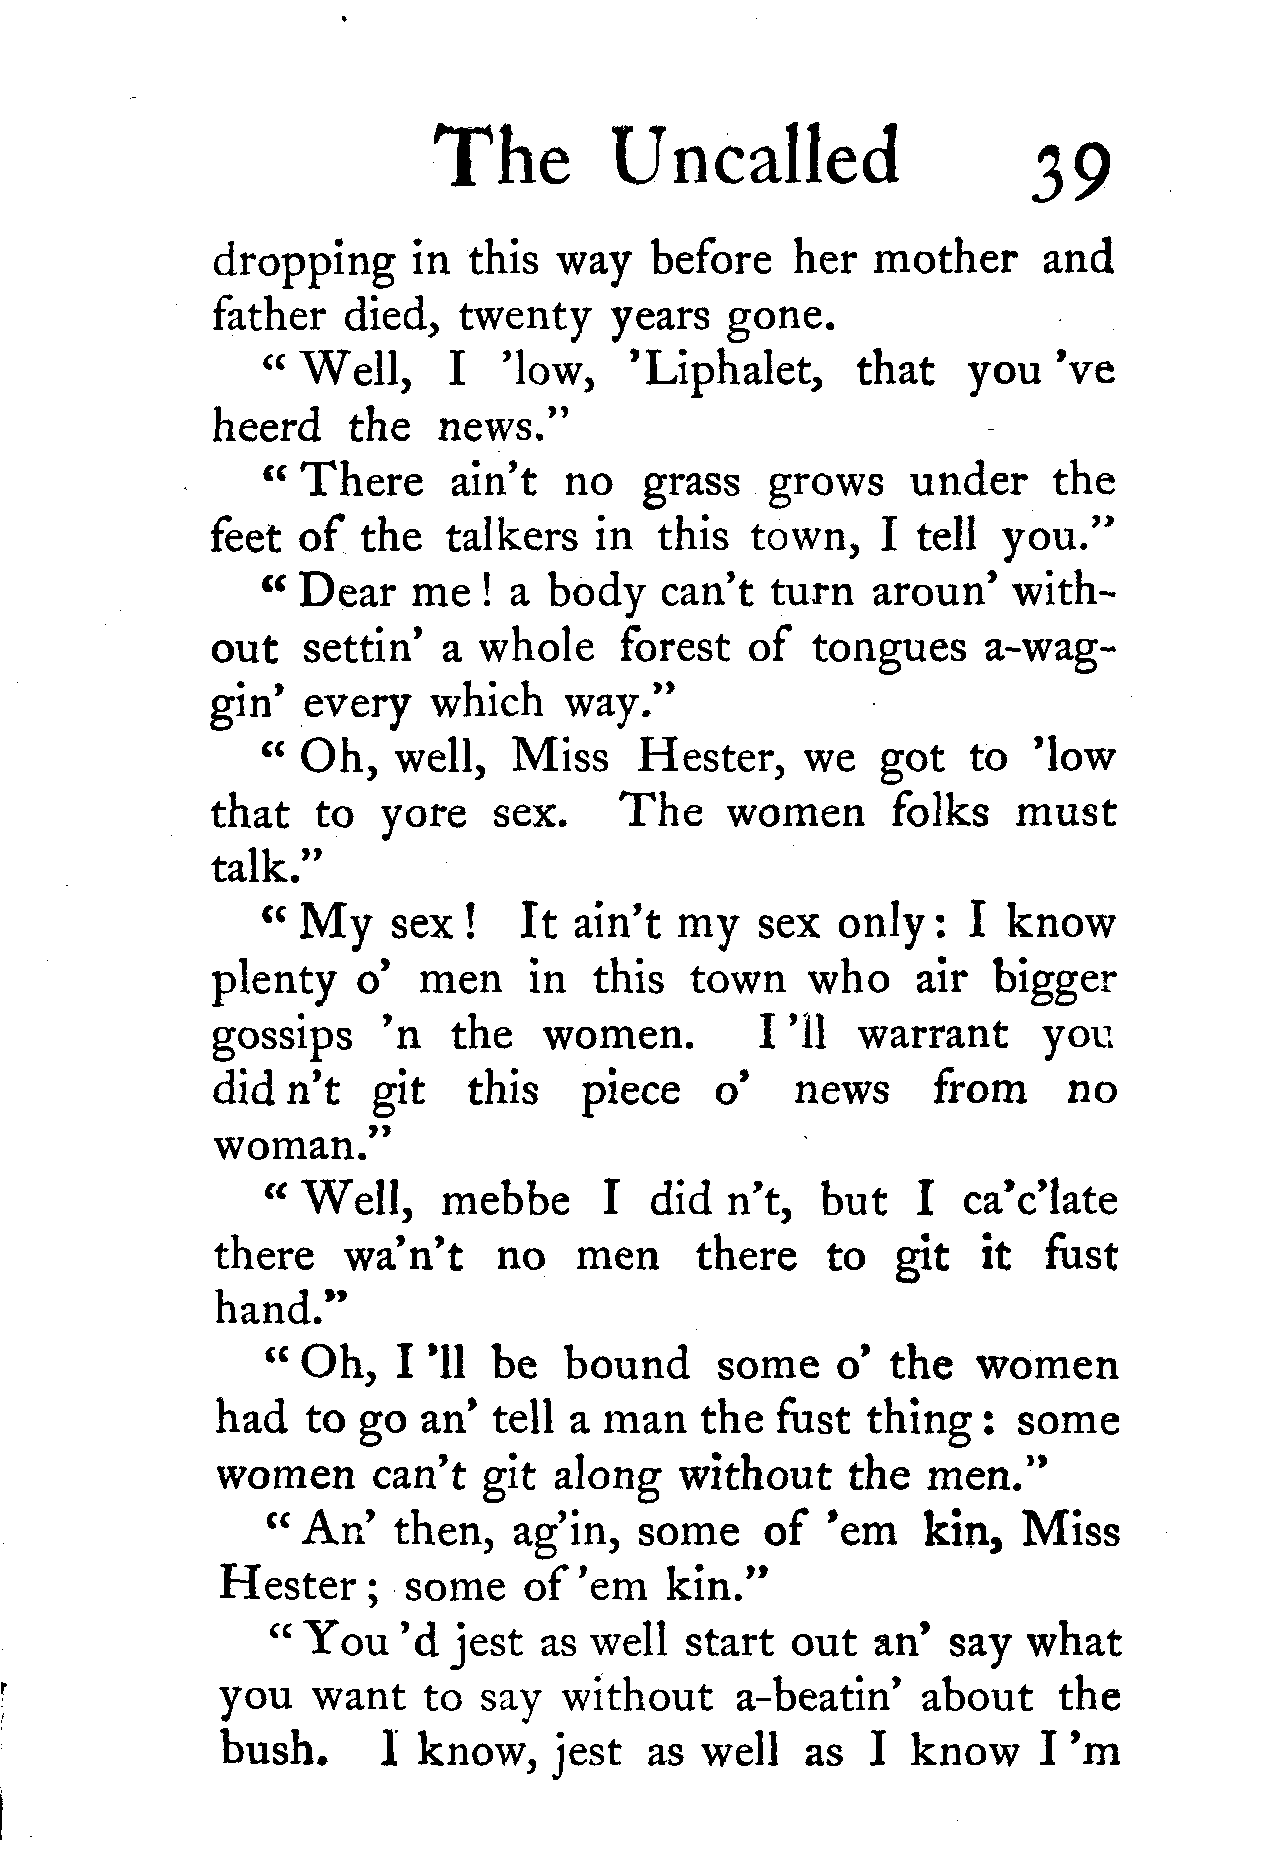 The Uncalled 39
dropping in this way before her mother and
father died, twenty years gone.
“ Well, I ’low, ’Liphalet, that you ’ve
heerd the news.”
“ There ain’t no grass grows under the
feet of the talkers in this town, I tell you.”
“ Dear me ! a body can’t turn aroun’ with-
out settin’ a whole forest of tongues a-wag-
gin’ every which way.”
“ Oh, well, Miss Hester, we got to ’low
that to yore sex. The women folks must
talk.”
“ My sex ! It ain’t my sex only : I know
plenty o’ men in this town who air bigger
gossips ’n the women. I ’ll warrant you
did n’t git this piece o’ news from no
woman.”
“ Well, mebbe I did n’t, but I ca’c’late
there wa’n’t no men there to git it fust
hand.”
“ Oh, I ’ll be bound some o’ the women
had to go an’ tell a man the fust thing : some
women can’t git along without the men.”
“ An’ then, ag’in, some of ’em kin, Miss
Hester ; some of ’em kin.”
“ You ’d jest as well start out an’ say what
you want to say without a-beatin’ about the
bush. I know, jest as well as I know I ’m